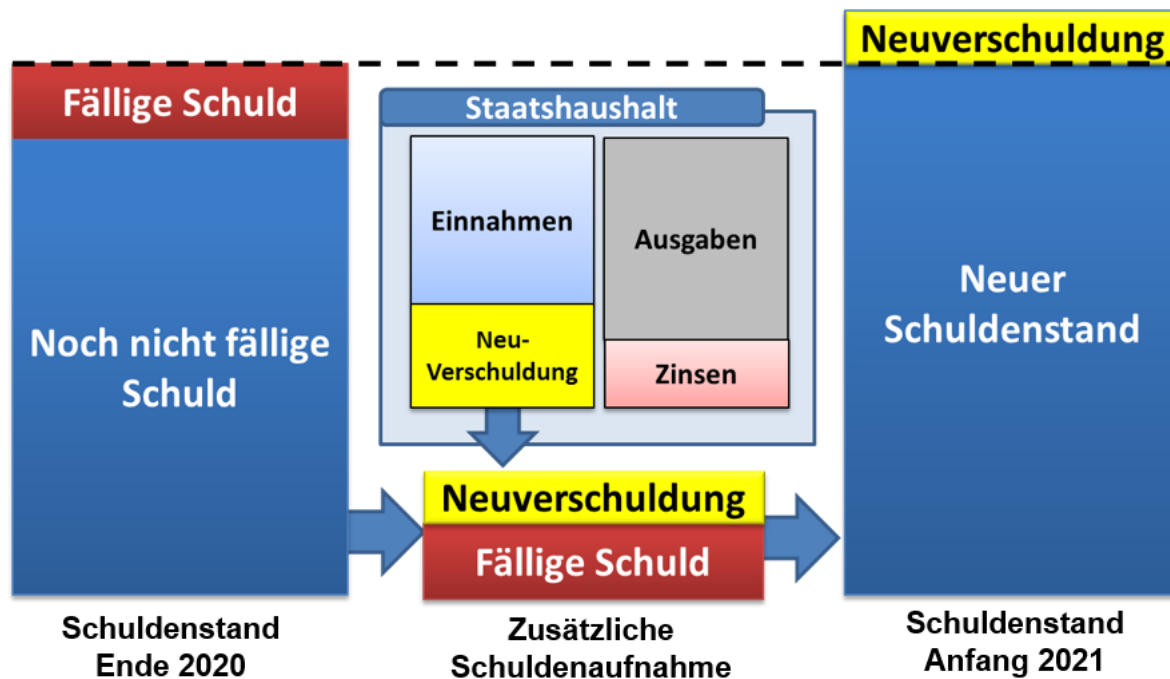 Fällige Schuld
Noch nicht fällige
Schuld
Schuldenstand
Ende 2020
Staatshaushalt
Einnahmen
Neu-
Verschuldung
Ausgaben
Zinsen
Neuverschuldung
Fällige Schuld
Zusätzliche
Schuldenaufnahme
Neuverschuldung
Neuer
Schuldenstand
Schuldenstand
Anfang 2021